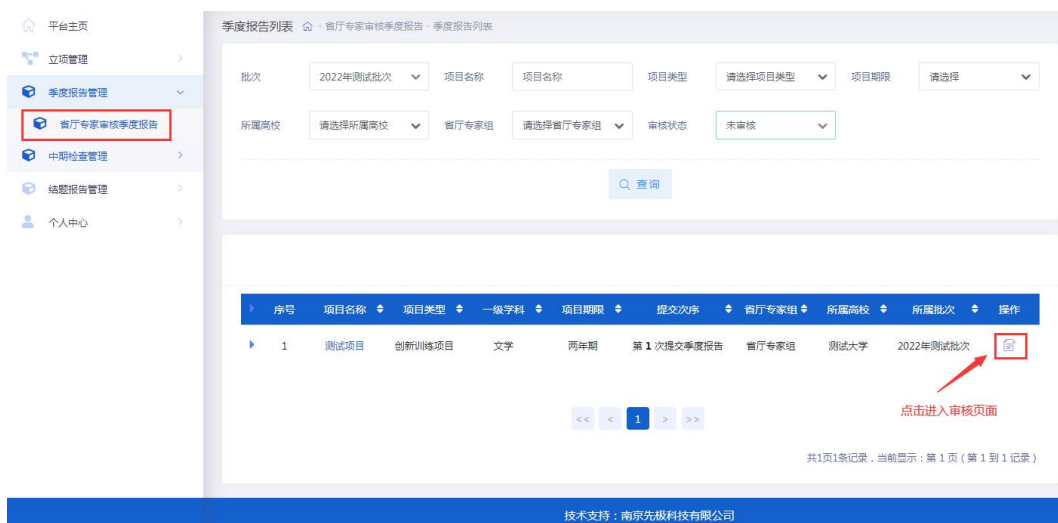 平台主页
立项管理
季度报告管理
省厅专家审核季度报告
中期检查管理
结题报告管理
个人中心
季度报告列表 省厅专家审核季度报告 - 季度报告列表
批次 2022年测试批次 项目名称 项目名称 项目类型 请选择项目类型 项目期限 请选择
所属高校 请选择所属高校 省厅专家组 请选择省厅专家组 审核状态 未审核
查询
序号 项目名称 项目类型 一级学科 项目期限 提交次序 省厅专家组 所属高校 所属批次 操作
1 测试项目 创新训练项目 文学 两年期 第 1 次提交季度报告 省厅专家组 测试大学 2022年测试批次
点击进入审核页面
<< < 1 > >>
共1页1条记录，当前显示：第 1 页 ( 第 1 到 1 记录 )
技术支持：南京先极科技有限公司